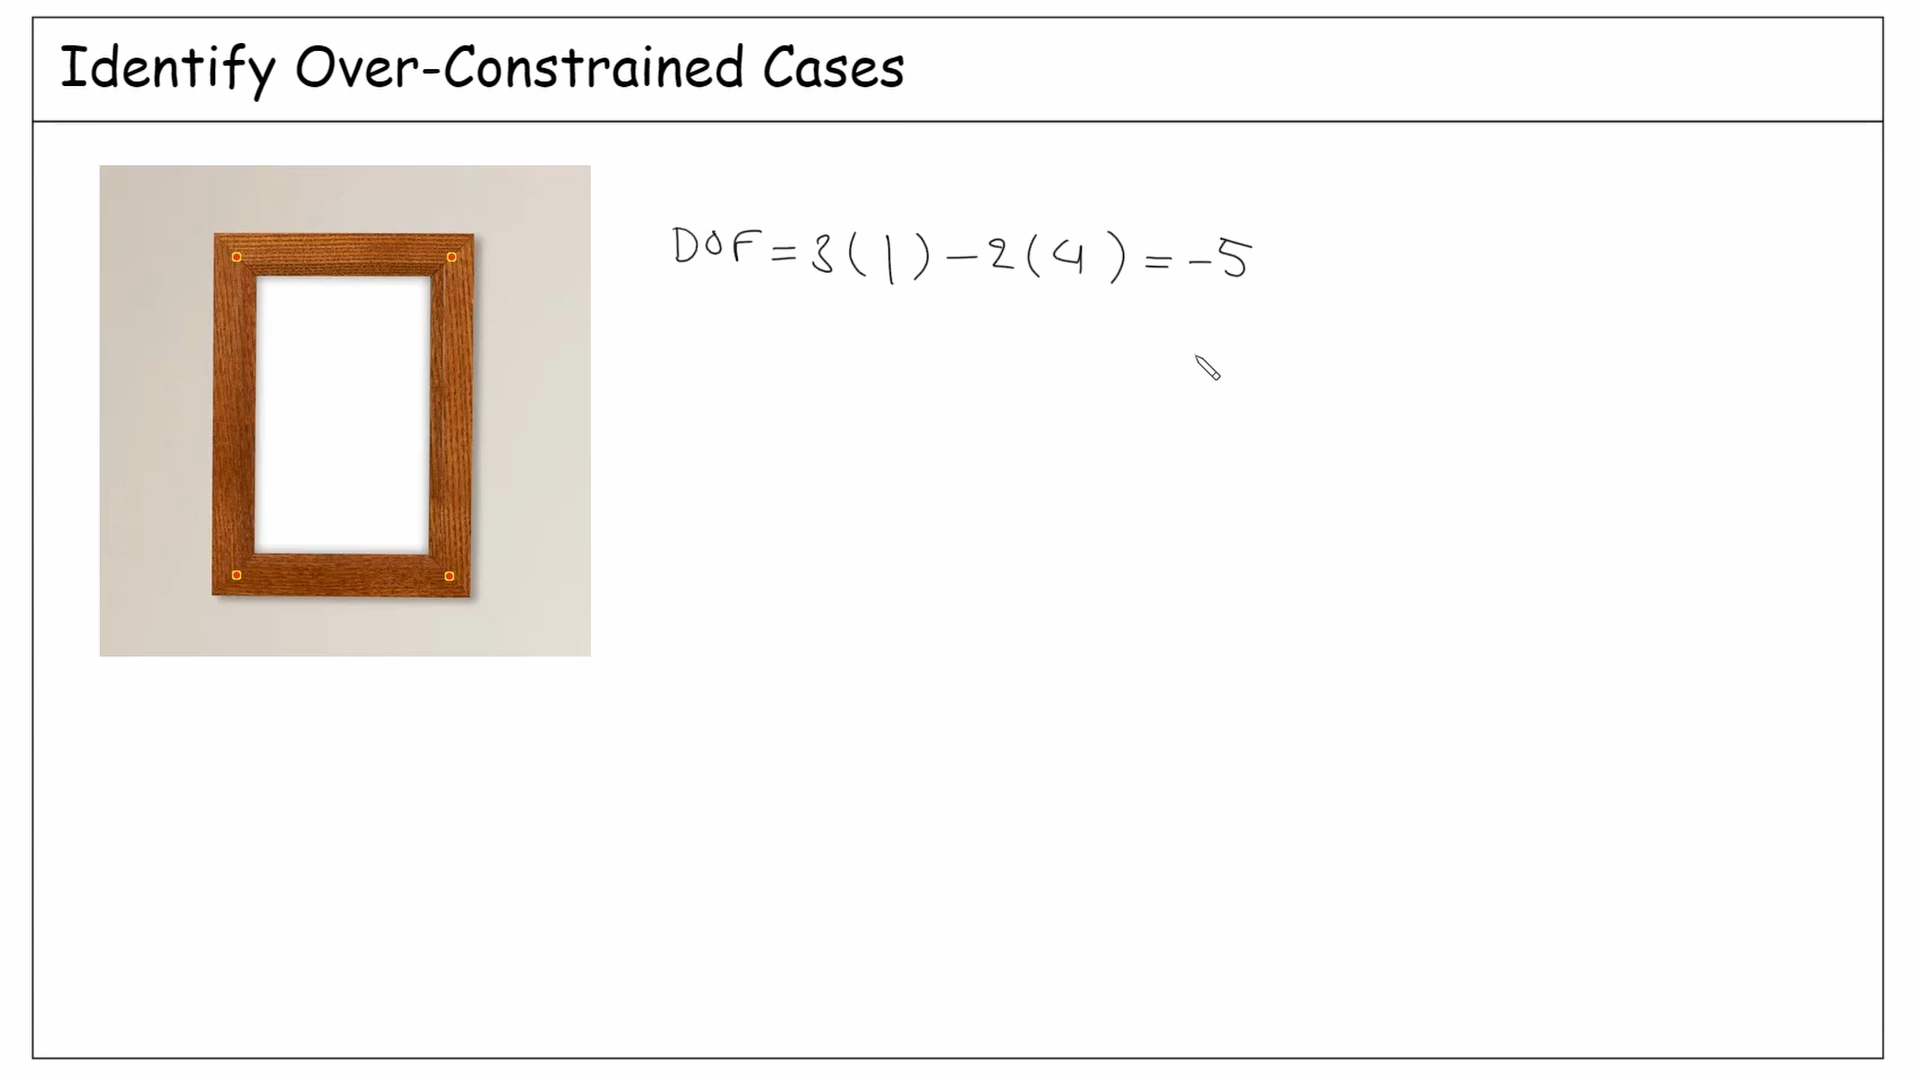 Identify Over-Constrained Cases
DOF = 3(1) - 2(4) = -5